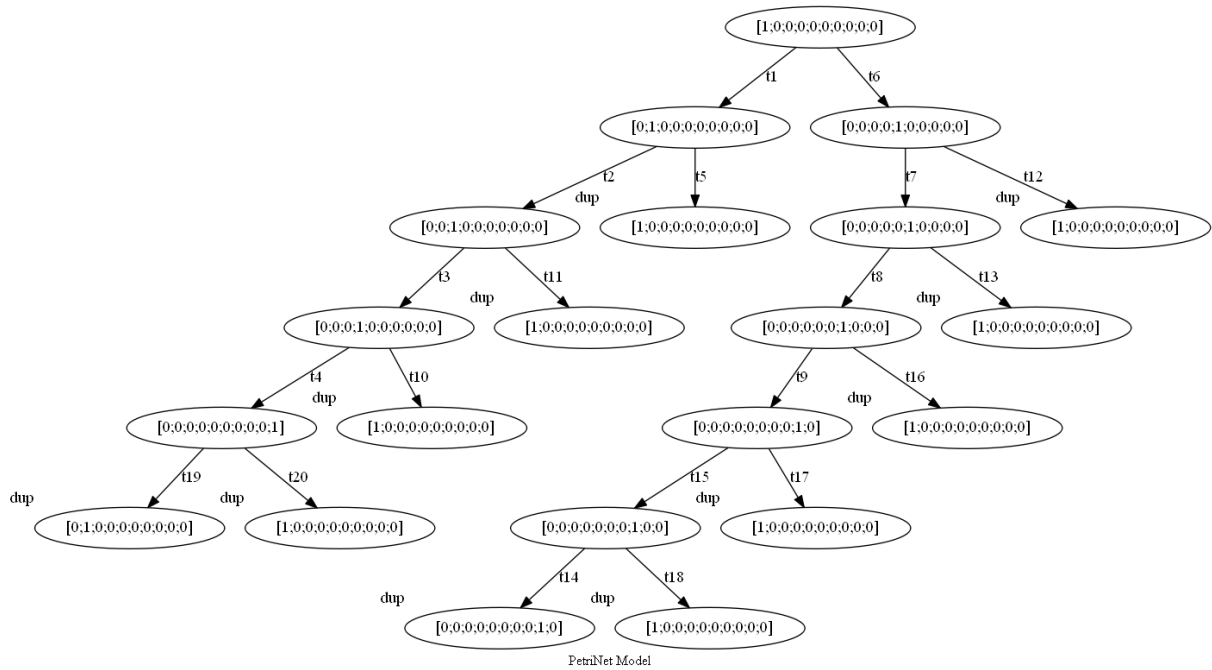 [1;0;0;0;0;0;0;0;0;0]
t1 t6
[0;1;0;0;0;0;0;0;0;0] [0;0;0;0;1;0;0;0;0;0]
t2 t5 t7 t12
dup dup
[0;0;1;0;0;0;0;0;0;0] [1;0;0;0;0;0;0;0;0;0] [0;0;0;0;0;1;0;0;0;0] [1;0;0;0;0;0;0;0;0;0]
t3 t11 t8 t13
dup dup
[0;0;0;1;0;0;0;0;0;0] [1;0;0;0;0;0;0;0;0;0] [0;0;0;0;0;0;1;0;0;0] [1;0;0;0;0;0;0;0;0;0]
t4 t10 t9 t16
dup dup
[0;0;0;0;0;0;0;0;0;1] [1;0;0;0;0;0;0;0;0;0] [0;0;0;0;0;0;0;0;1;0] [1;0;0;0;0;0;0;0;0;0]
t19 t20 t15 t17
dup dup dup
[0;1;0;0;0;0;0;0;0;0] [1;0;0;0;0;0;0;0;0;0] [0;0;0;0;0;0;0;1;0;0] [1;0;0;0;0;0;0;0;0;0]
t14 t18
dup dup
[0;0;0;0;0;0;0;0;1;0] [1;0;0;0;0;0;0;0;0;0]
PetriNet Model